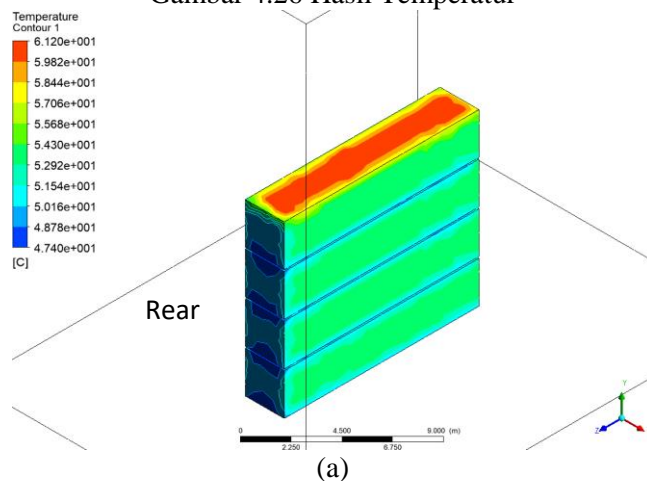 Gambar 4.26 Hasil Temperatur
Temperature
Contour 1
6.120e+001
5.982e+001
5.844e+001
5.706e+001
5.568e+001
5.430e+001
5.292e+001
5.154e+001
5.016e+001
4.878e+001
4.740e+001
[C]
Rear
Y
Z
0
4.500
9.000 (m)
2.250
6.750
(a)